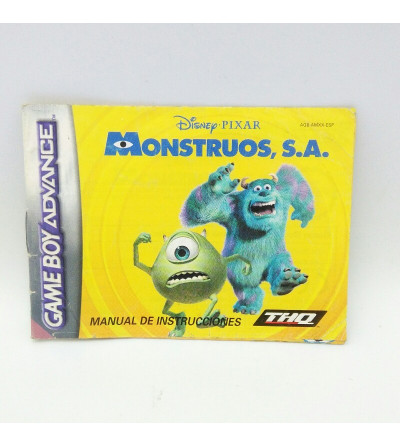 Disney · PIXAR
MONSTRUOS, S.A.
GAME BOY ADVANCE
MANUAL DE INSTRUCCIONES
THQ